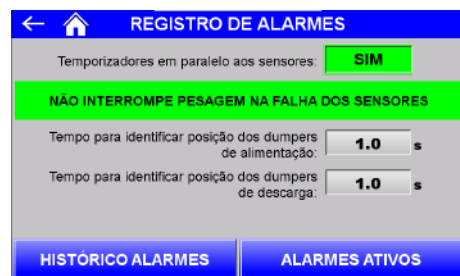 REGISTRO DE ALARMES
Temporizadores em paralelo aos sensores: SIM
NÃO INTERROMPE PESAGEM NA FALHA DOS SENSORES
Tempo para identificar posição dos dumpers
de alimentação: 1.0 s
Tempo para identificar posição dos dumpers
de descarga: 1.0 s
HISTÓRICO ALARMES ALARMES ATIVOS